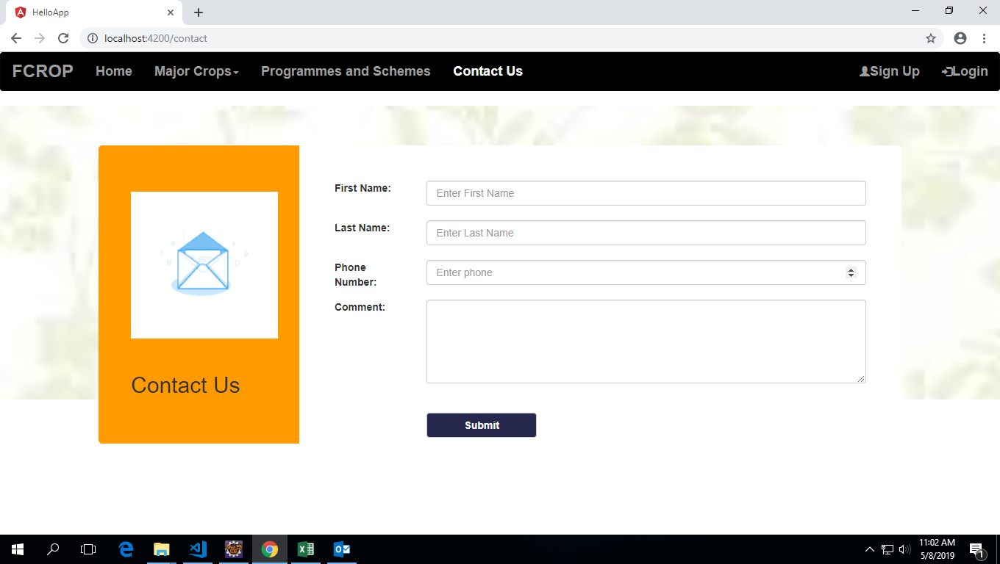 HelloApp
localhost:4200/contact
FCROP Home Major Crops Programmes and Schemes Contact Us Sign Up Login
First Name: Enter First Name
Last Name: Enter Last Name
Phone Number: Enter phone
Comment:
Contact Us
Submit
11:02 AM
5/8/2019
1